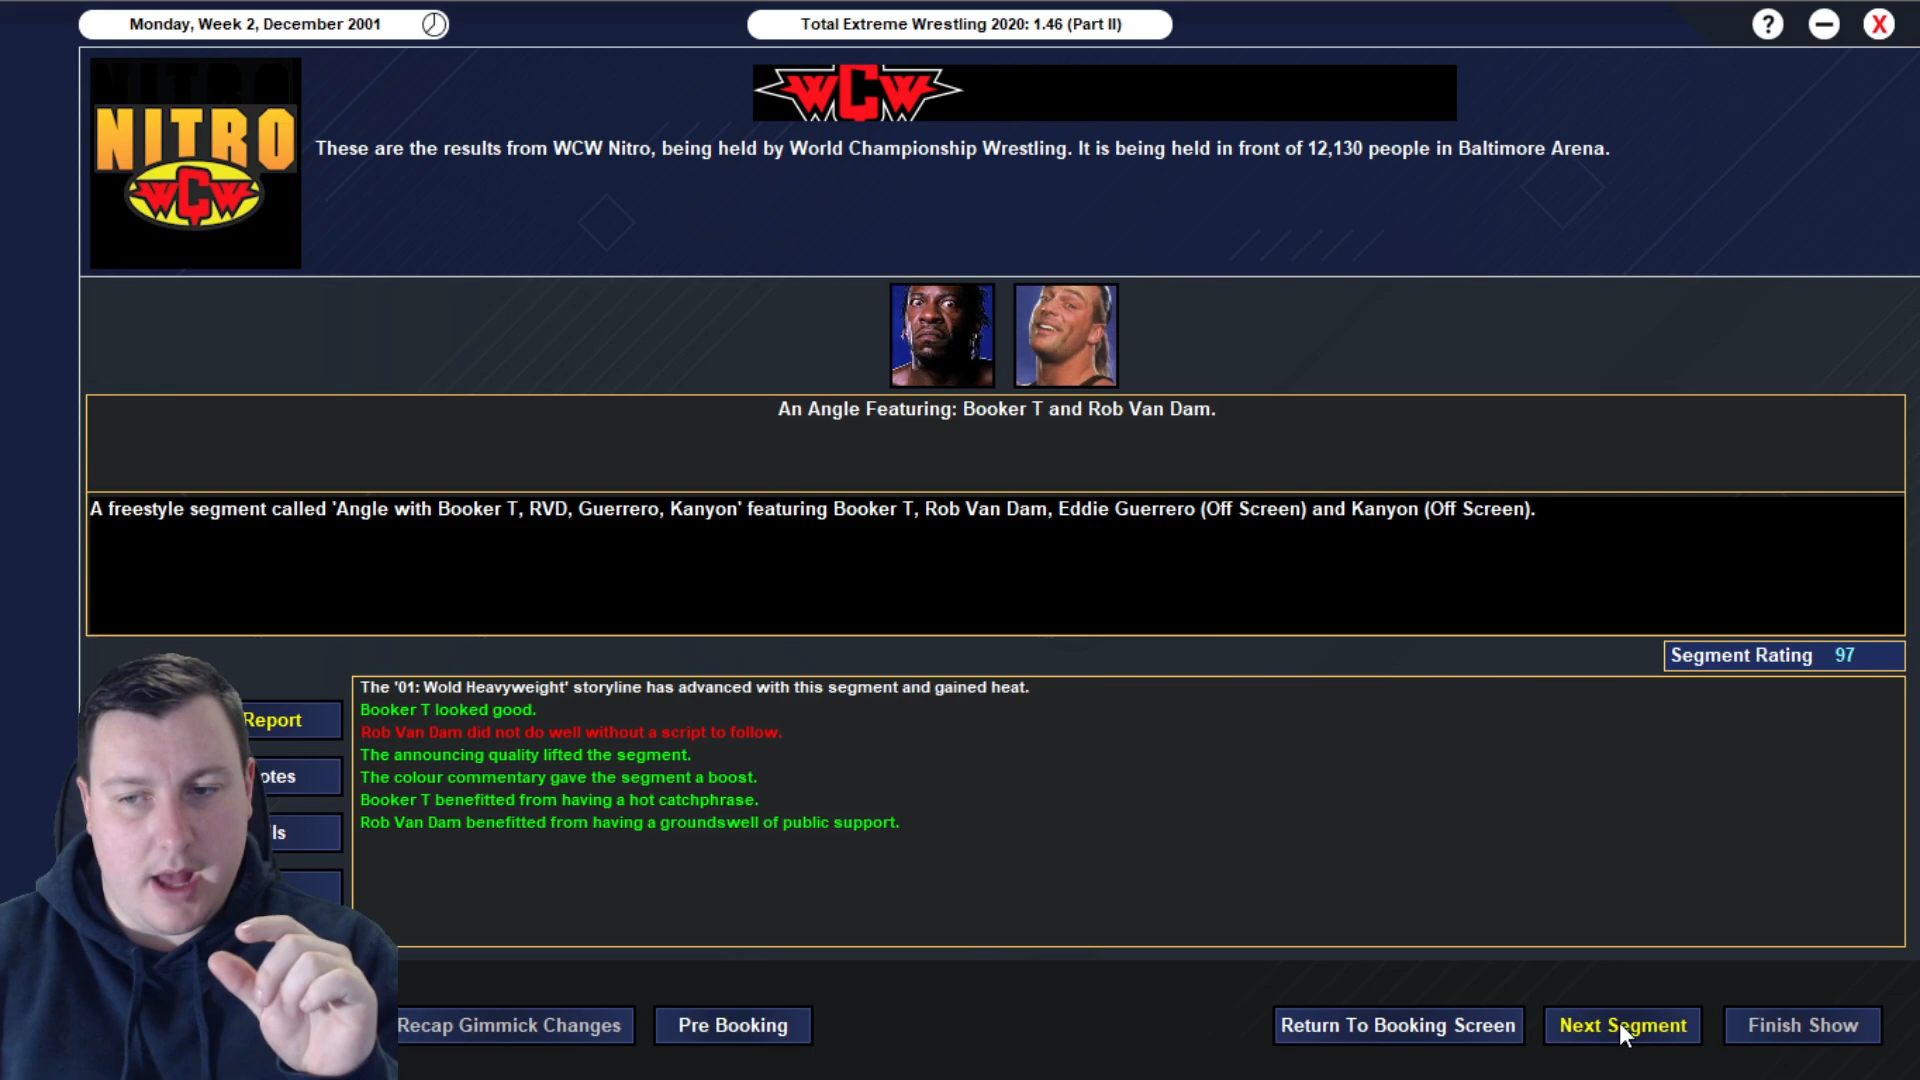 Monday, Week 2, December 2001
Total Extreme Wrestling 2020: 1.46 (Part II)
?
X
NITRO
WCW
WCW
These are the results from WCW Nitro, being held by World Championship Wrestling. It is being held in front of 12,130 people in Baltimore Arena.
An Angle Featuring: Booker T and Rob Van Dam.
A freestyle segment called 'Angle with Booker T, RVD, Guerrero, Kanyon' featuring Booker T, Rob Van Dam, Eddie Guerrero (Off Screen) and Kanyon (Off Screen).
Segment Rating 97
The '01: Wold Heavyweight' storyline has advanced with this segment and gained heat.
Booker T looked good.
Rob Van Dam did not do well without a script to follow.
The announcing quality lifted the segment.
The colour commentary gave the segment a boost.
Booker T benefitted from having a hot catchphrase.
Rob Van Dam benefitted from having a groundswell of public support.
Report
otes
ls
Recap Gimmick Changes
Pre Booking
Return To Booking Screen
Next Segment
Finish Show